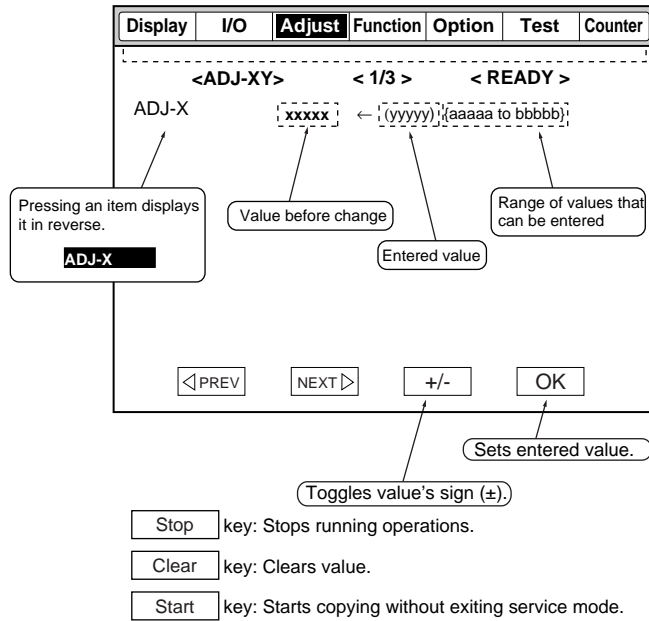 Display I/O Adjust Function Option Test Counter
<ADJ-XY> < 1/3 > < READY >
ADJ-X xxxxx ← (yyyyy) {aaaaa to bbbbb}
Pressing an item displays
it in reverse.
ADJ-X
Value before change
Entered value
Range of values that
can be entered
PREV NEXT +/- OK
Sets entered value.
Toggles value's sign (±).
Stop key: Stops running operations.
Clear key: Clears value.
Start key: Starts copying without exiting service mode.